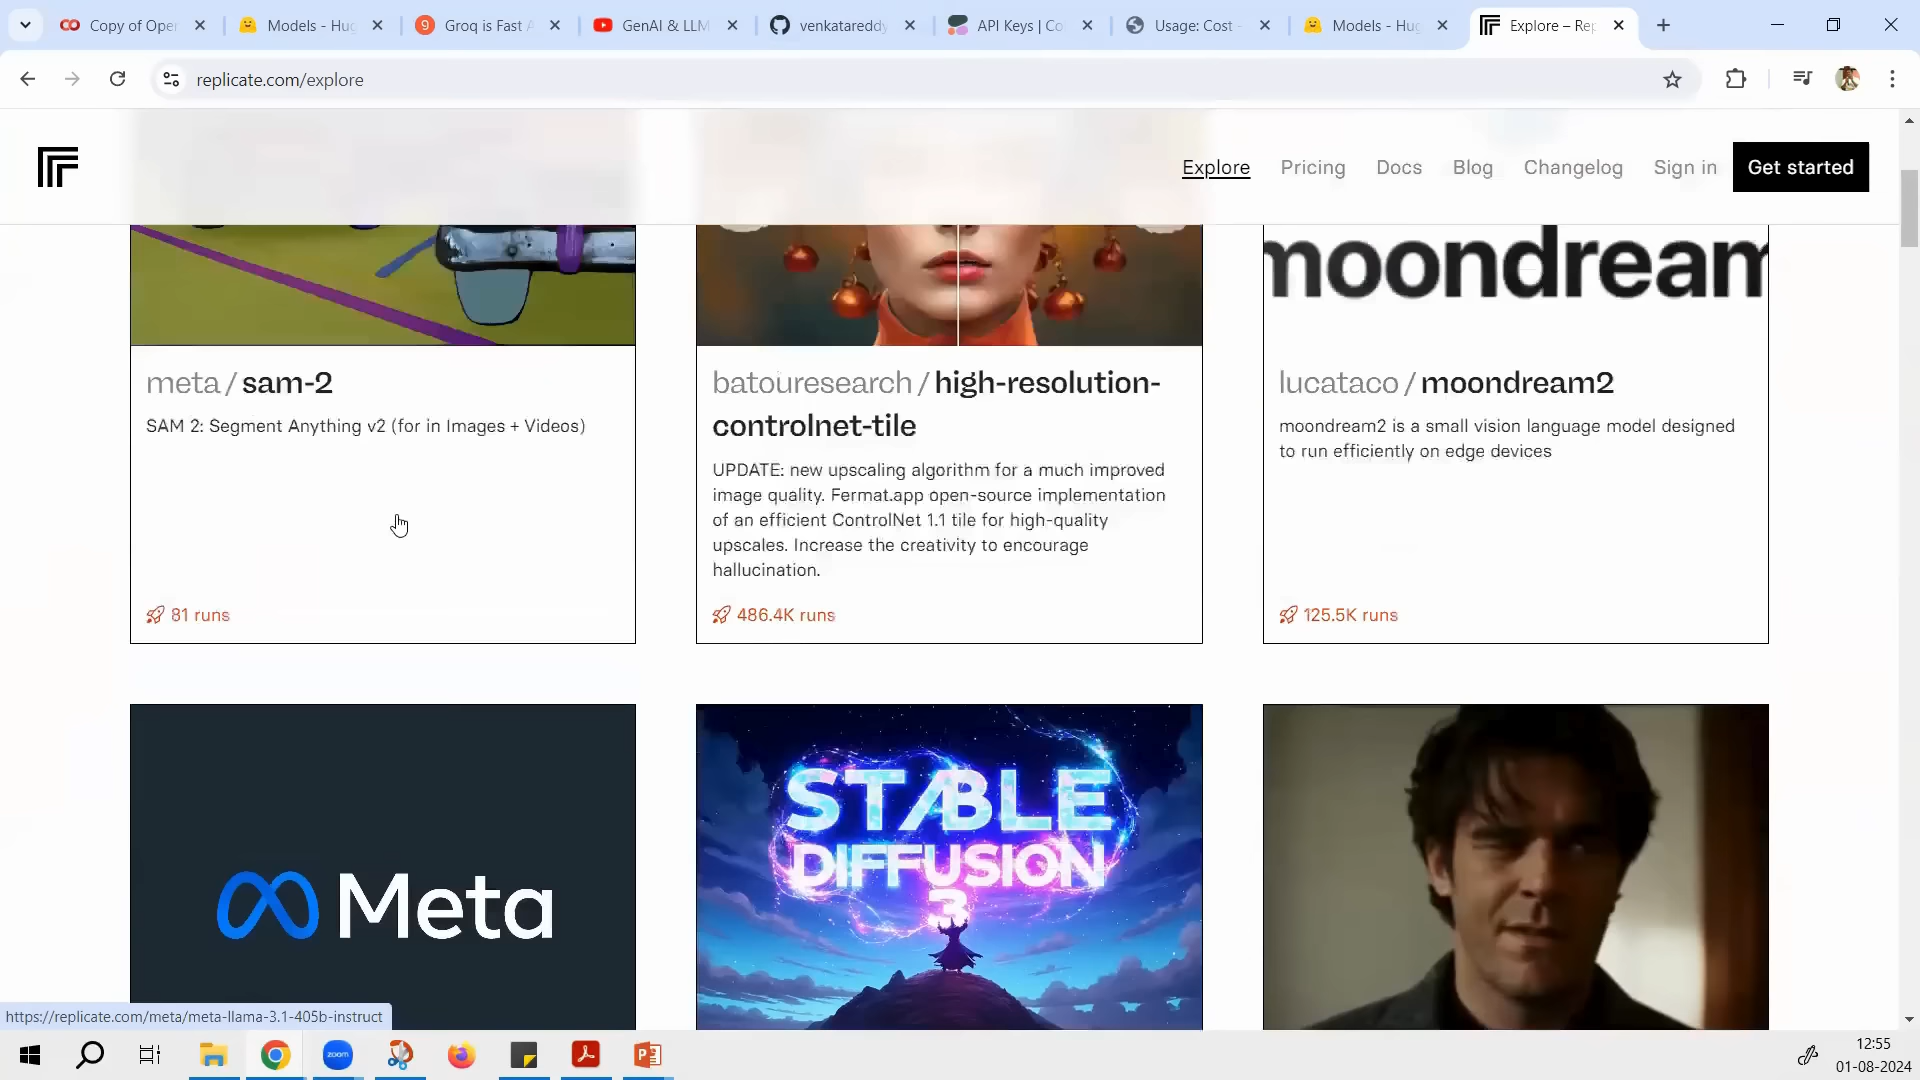 Copy of Oper
Models - Hug
Groq is Fast A
GenAI & LLM
venkatareddy
API Keys | Co
Usage: Cost -
Models - Hug
Explore – Rep
replicate.com/explore
Explore
Pricing
Docs
Blog
Changelog
Sign in
Get started
moondream
meta / sam-2
SAM 2: Segment Anything v2 (for in Images + Videos)
81 runs
batouresearch / high-resolution-
controlnet-tile
UPDATE: new upscaling algorithm for a much improved
image quality. Fermat.app open-source implementation
of an efficient ControlNet 1.1 tile for high-quality
upscales. Increase the creativity to encourage
hallucination.
486.4K runs
lucataco / moondream2
moondream2 is a small vision language model designed
to run efficiently on edge devices
125.5K runs
Meta
STABLE
DIFFUSION
3
https://replicate.com/meta/meta-llama-3.1-405b-instruct
zoom
12:55
01-08-2024